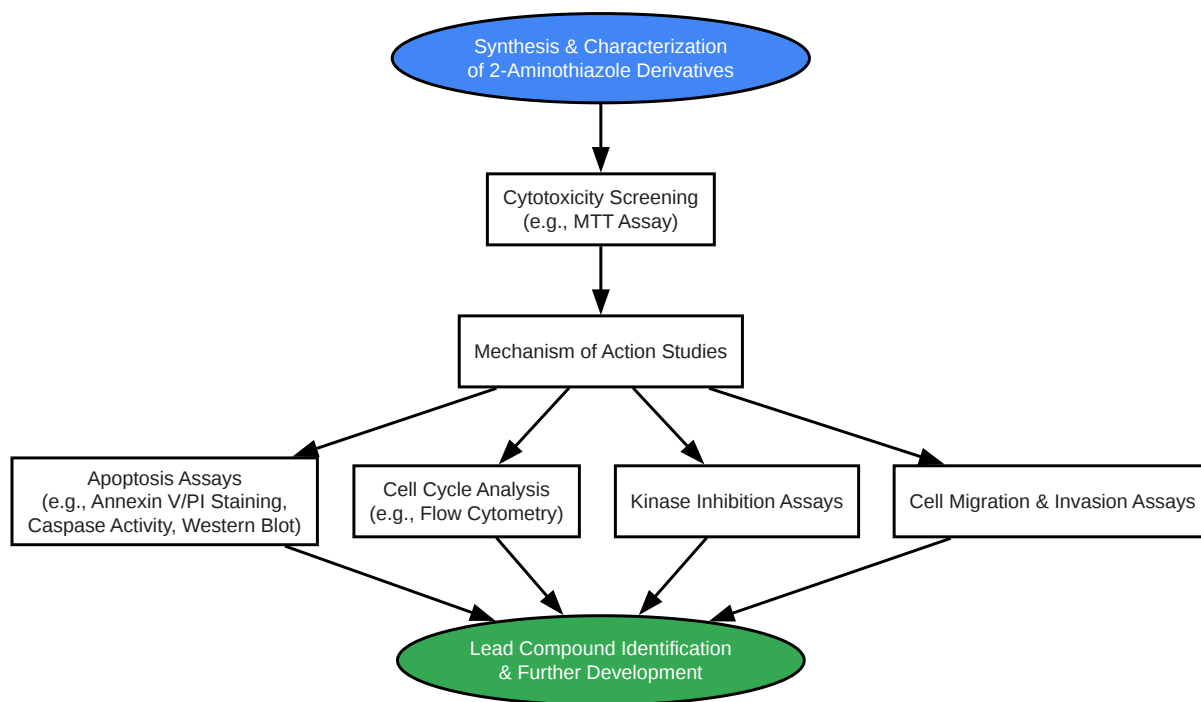 Synthesis & Characterization
of 2-Aminothiazole Derivatives
Cytotoxicity Screening
(e.g., MTT Assay)
Mechanism of Action Studies
Apoptosis Assays
(e.g., Annexin V/PI Staining,
Caspase Activity, Western Blot)
Cell Cycle Analysis
(e.g., Flow Cytometry)
Kinase Inhibition Assays
Cell Migration & Invasion Assays
Lead Compound Identification
& Further Development